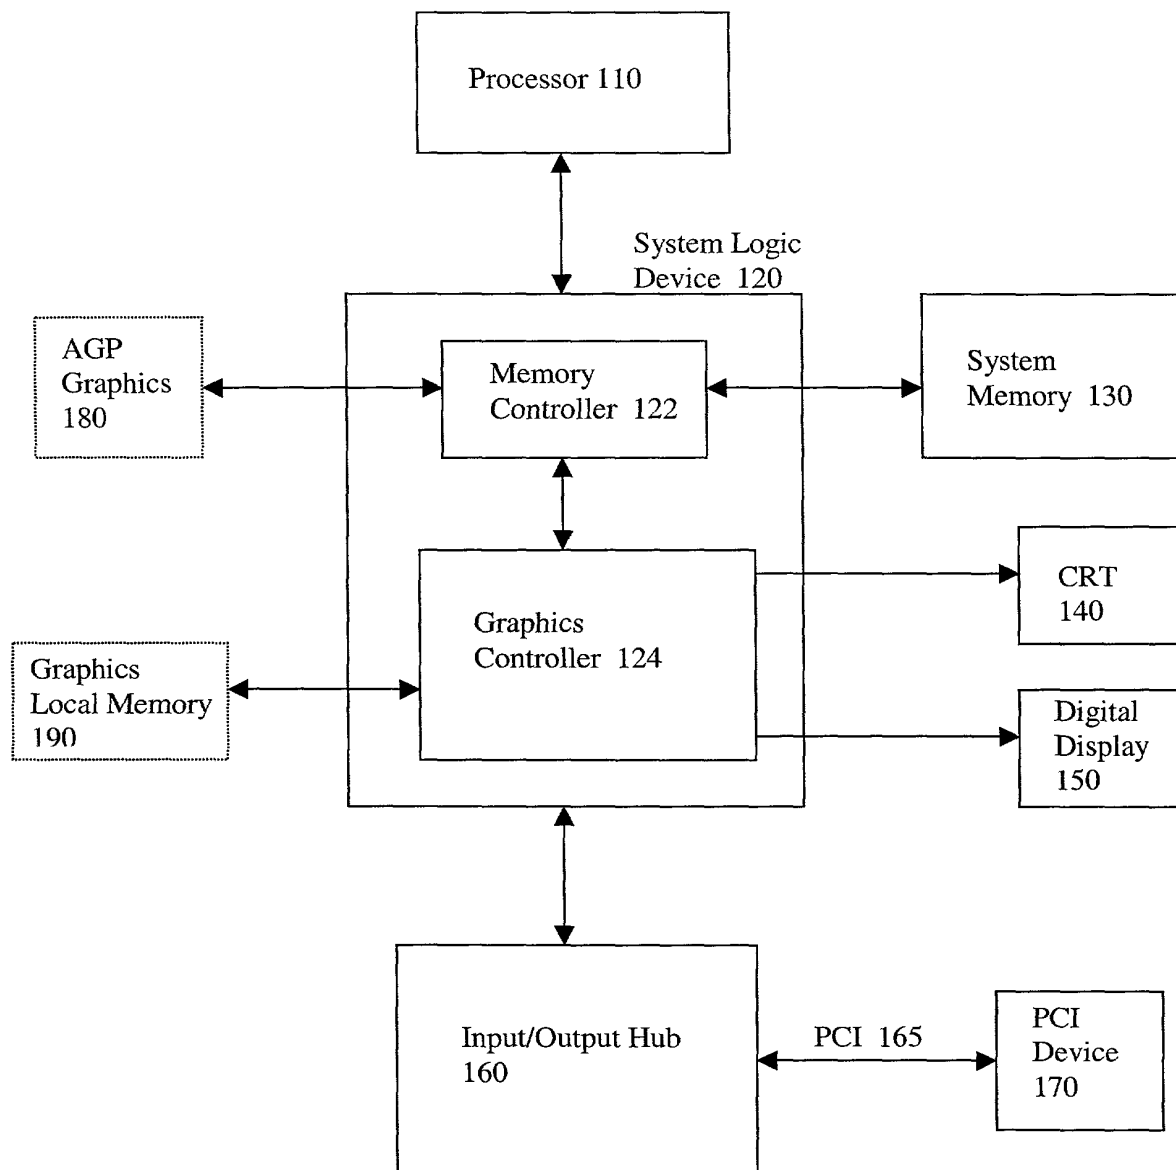 Processor 110
System Logic
Device 120
AGP
Graphics
180
Memory
Controller 122
System
Memory 130
Graphics
Controller 124
CRT
140
Graphics
Local Memory
190
Digital
Display
150
Input/Output Hub
160
PCI 165
PCI
Device
170